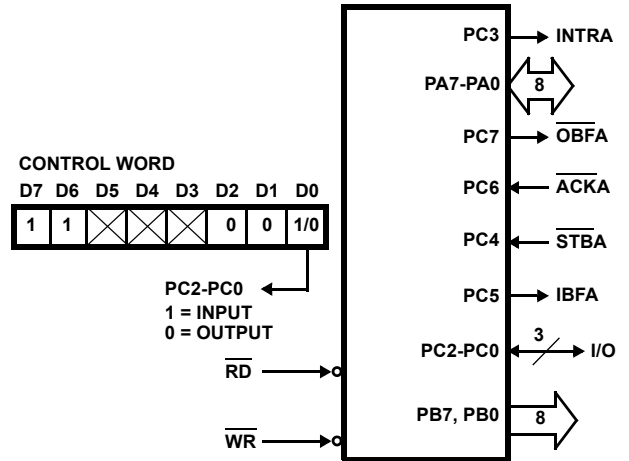 CONTROL WORD
D7 D6 D5 D4 D3 D2 D1 D0
1 1 0 0 1/0
PC2-PC0
1 = INPUT
0 = OUTPUT
RD
WR
PC3 INTRA
PA7-PA0 8
PC7 OBFA
PC6 ACKA
PC4 STBA
PC5 IBFA
PC2-PC0 3 I/O
PB7, PB0 8